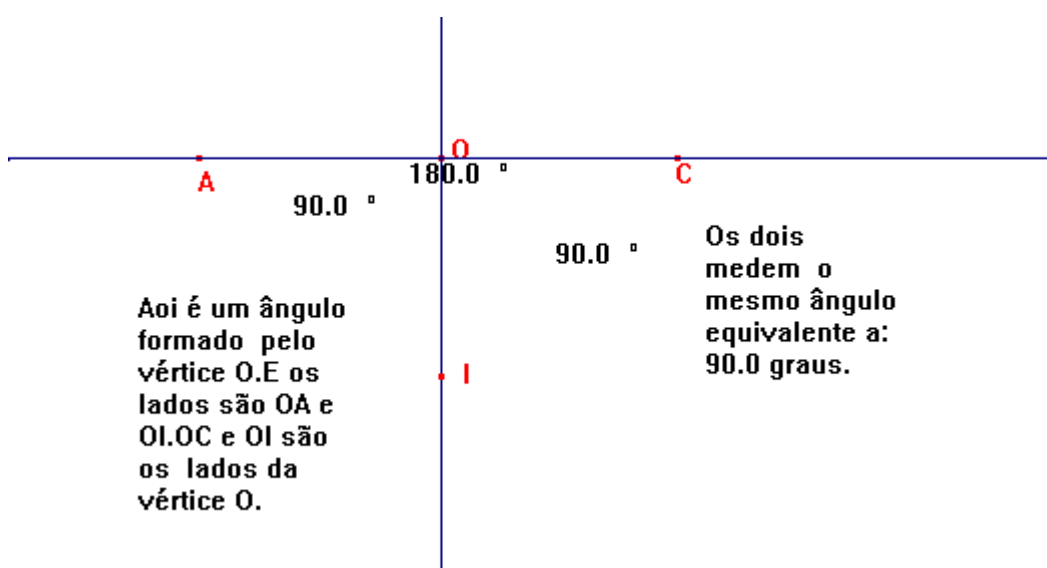 O
180.0 °
A
C
90.0 °
90.0 °
Os dois
medem o
mesmo ângulo
equivalente a:
90.0 graus.
Aoi é um ângulo
formado pelo
vértice O.E os
lados são OA e
OI.OC e OI são
os lados da
vértice O.
I